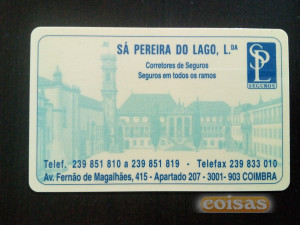 SÁ PEREIRA DO LAGO, L.DA
Corretores de Seguros
Seguros em todos os ramos
SPL
SEGUROS
Telef. 239 851 810 a 239 851 819 - Telefax 239 833 010
Av. Fernão de Magalhães, 415 - Apartado 207 - 3001- 903 COIMBRA
coisas